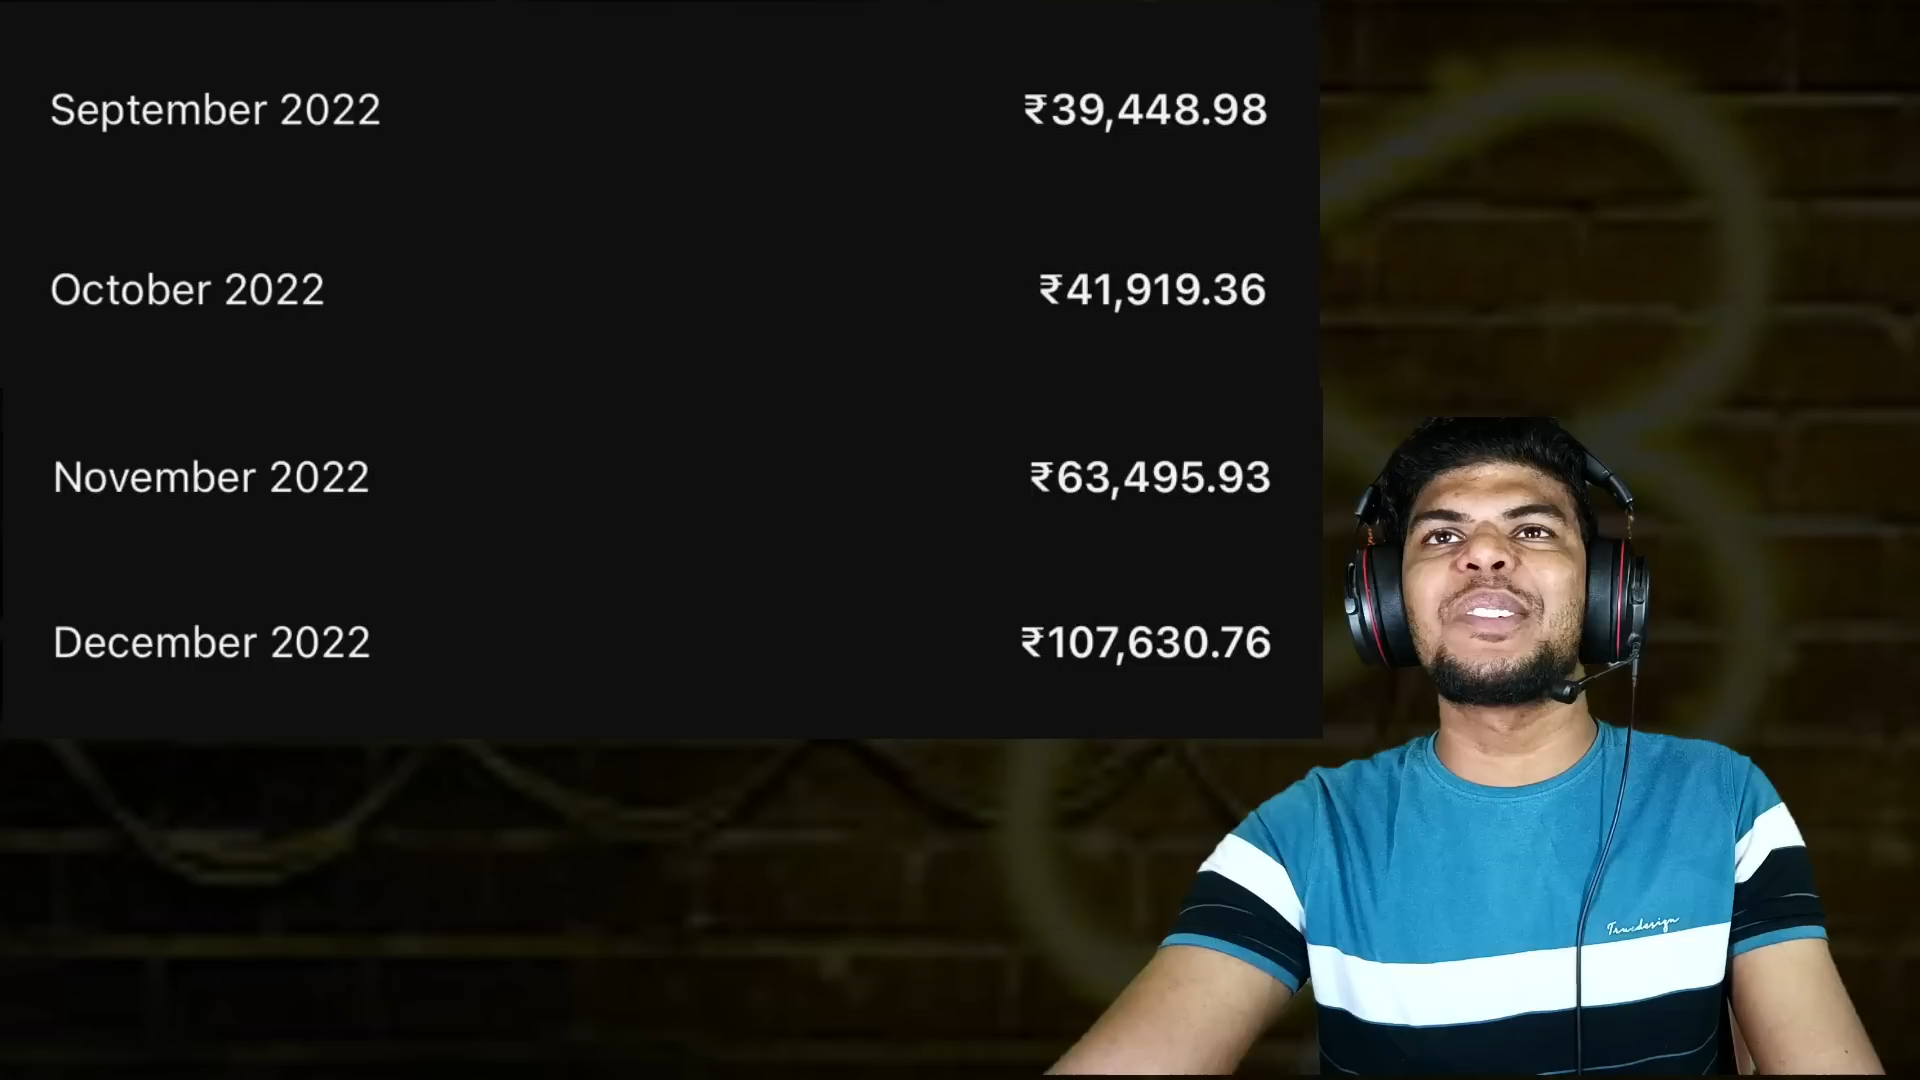 September 2022 ₹39,448.98
October 2022 ₹41,919.36
November 2022 ₹63,495.93
December 2022 ₹107,630.76
Truedesign